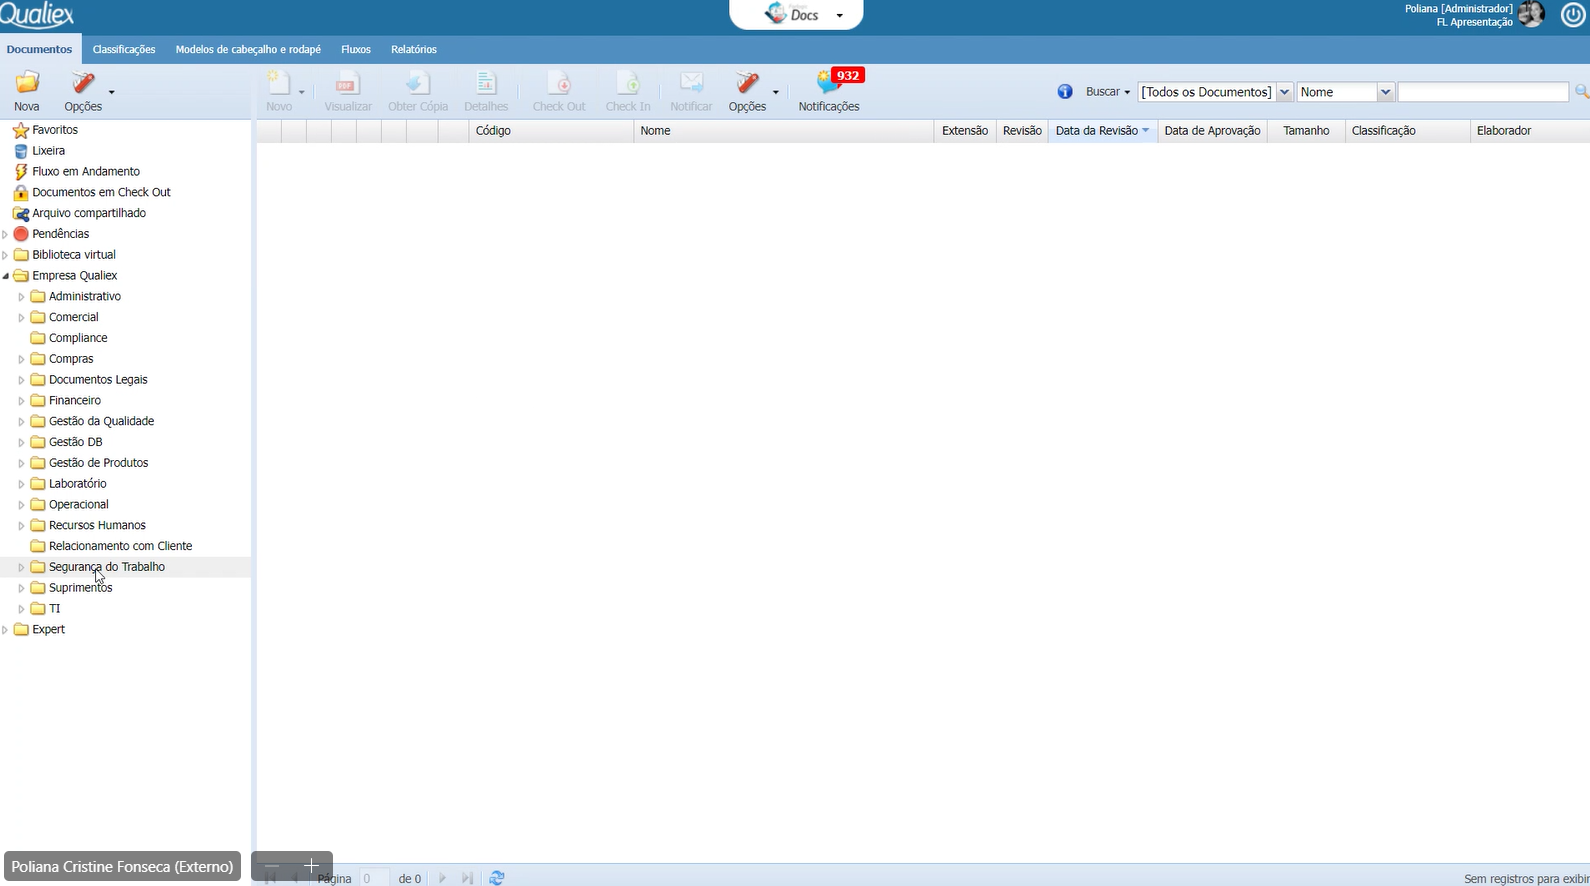 Qualiex
Docs
Poliana [Administrador]
FL Apresentação
Documentos
Classificações
Modelos de cabeçalho e rodapé
Fluxos
Relatórios
Nova
Opções
Novo
Visualizar
Obter Cópia
Detalhes
Check Out
Check In
Notificar
Opções
932
Notificações
Buscar
[Todos os Documentos]
Nome
Código
Nome
Extensão
Revisão
Data da Revisão
Data de Aprovação
Tamanho
Classificação
Elaborador
Favoritos
Lixeira
Fluxo em Andamento
Documentos em Check Out
Arquivo compartilhado
Pendências
Biblioteca virtual
Empresa Qualiex
Administrativo
Comercial
Compliance
Compras
Documentos Legais
Financeiro
Gestão da Qualidade
Gestão DB
Gestão de Produtos
Laboratório
Operacional
Recursos Humanos
Relacionamento com Cliente
Segurança do Trabalho
Suprimentos
TI
Expert
Poliana Cristine Fonseca (Externo)
Página
0
de 0
Sem registros para exibir